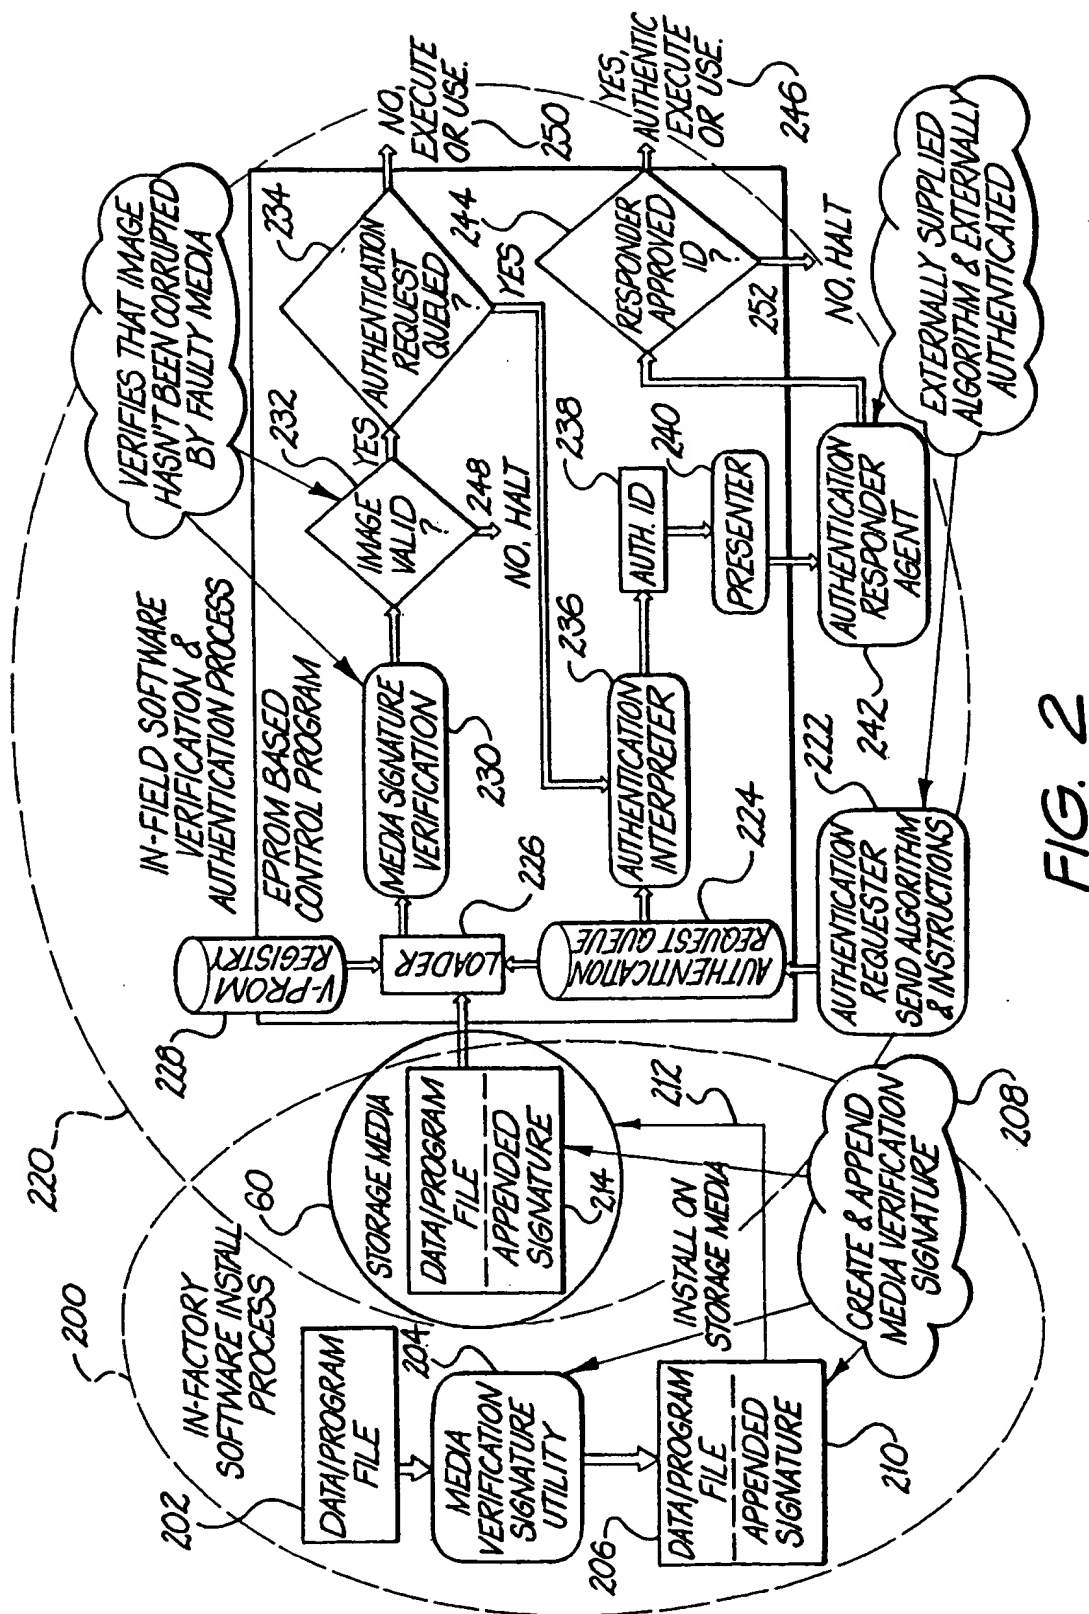 220
200
IN-FACTORY
SOFTWARE INSTALL
PROCESS
202
DATA/PROGRAM
FILE
204
MEDIA
VERIFICATION
SIGNATURE
UTILITY
206
DATA/PROGRAM
FILE
APPENDED
SIGNATURE
210
60
STORAGE MEDIA
DATA/PROGRAM
FILE
APPENDED
SIGNATURE
214
INSTALL ON
STORAGE MEDIA
212
CREATE & APPEND
MEDIA VERIFICATION
SIGNATURE
208
IN-FIELD SOFTWARE
VERIFICATION &
AUTHENTICATION PROCESS
EPROM BASED
CONTROL PROGRAM
228
V-PROM
REGISTRY
LOADER
226
AUTHENTICATION
REQUEST QUEUE
224
AUTHENTICATION
REQUESTER
SEND ALGORITHM
& INSTRUCTIONS
222
MEDIA SIGNATURE
VERIFICATION
230
VERIFIES THAT IMAGE
HASN'T BEEN CORRUPTED
BY FAULTY MEDIA
IMAGE
VALID
?
232
YES
248
NO, HALT
AUTHENTICATION
REQUEST
QUEUED
?
234
YES
NO,
EXECUTE
OR USE.
250
AUTHENTICATION
INTERPRETER
236
AUTH. ID
238
PRESENTER
240
AUTHENTICATION
RESPONDER
AGENT
242
RESPONDER
APPROVED
ID
?
244
YES,
AUTHENTIC
EXECUTE
OR USE.
246
252
NO, HALT
EXTERNALLY SUPPLIED
ALGORITHM & EXTERNALLY
AUTHENTICATED
FIG. 2